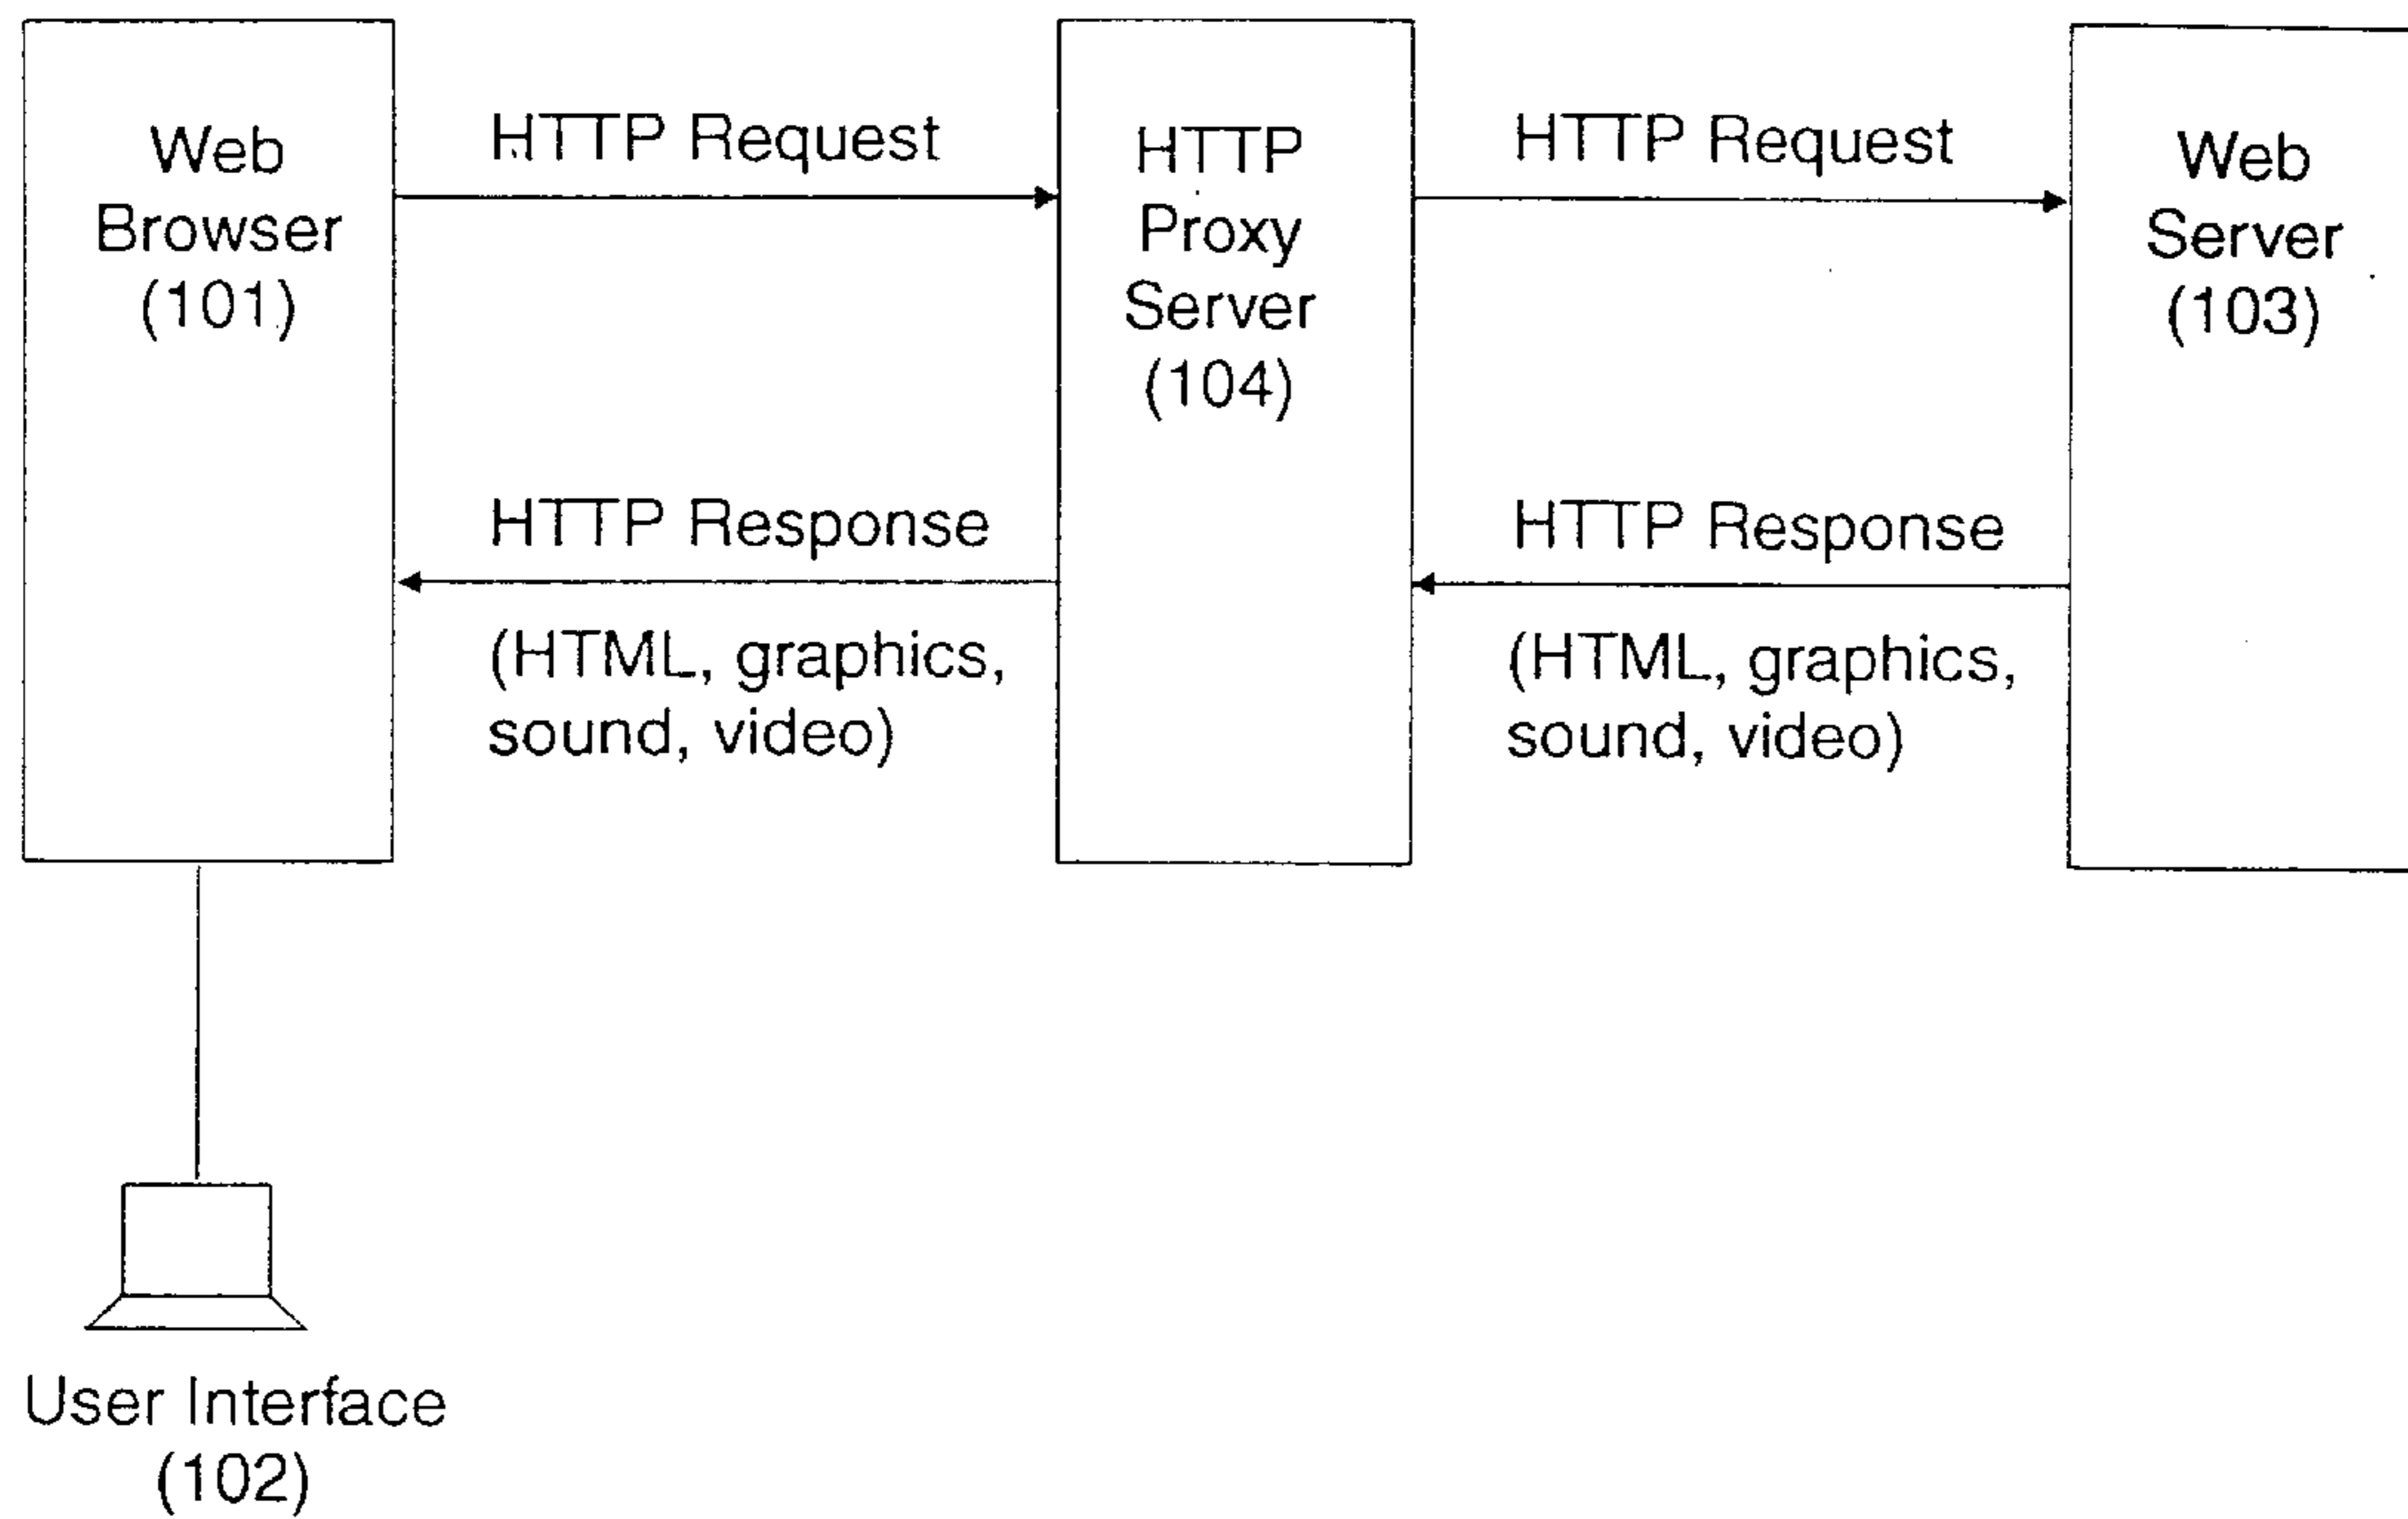 Web
Browser
(101)
HTTP Request
HTTP
Proxy
Server
(104)
HTTP Request
Web
Server
(103)
HTTP Response
(HTML, graphics,
sound, video)
HTTP Response
(HTML, graphics,
sound, video)
User Interface
(102)